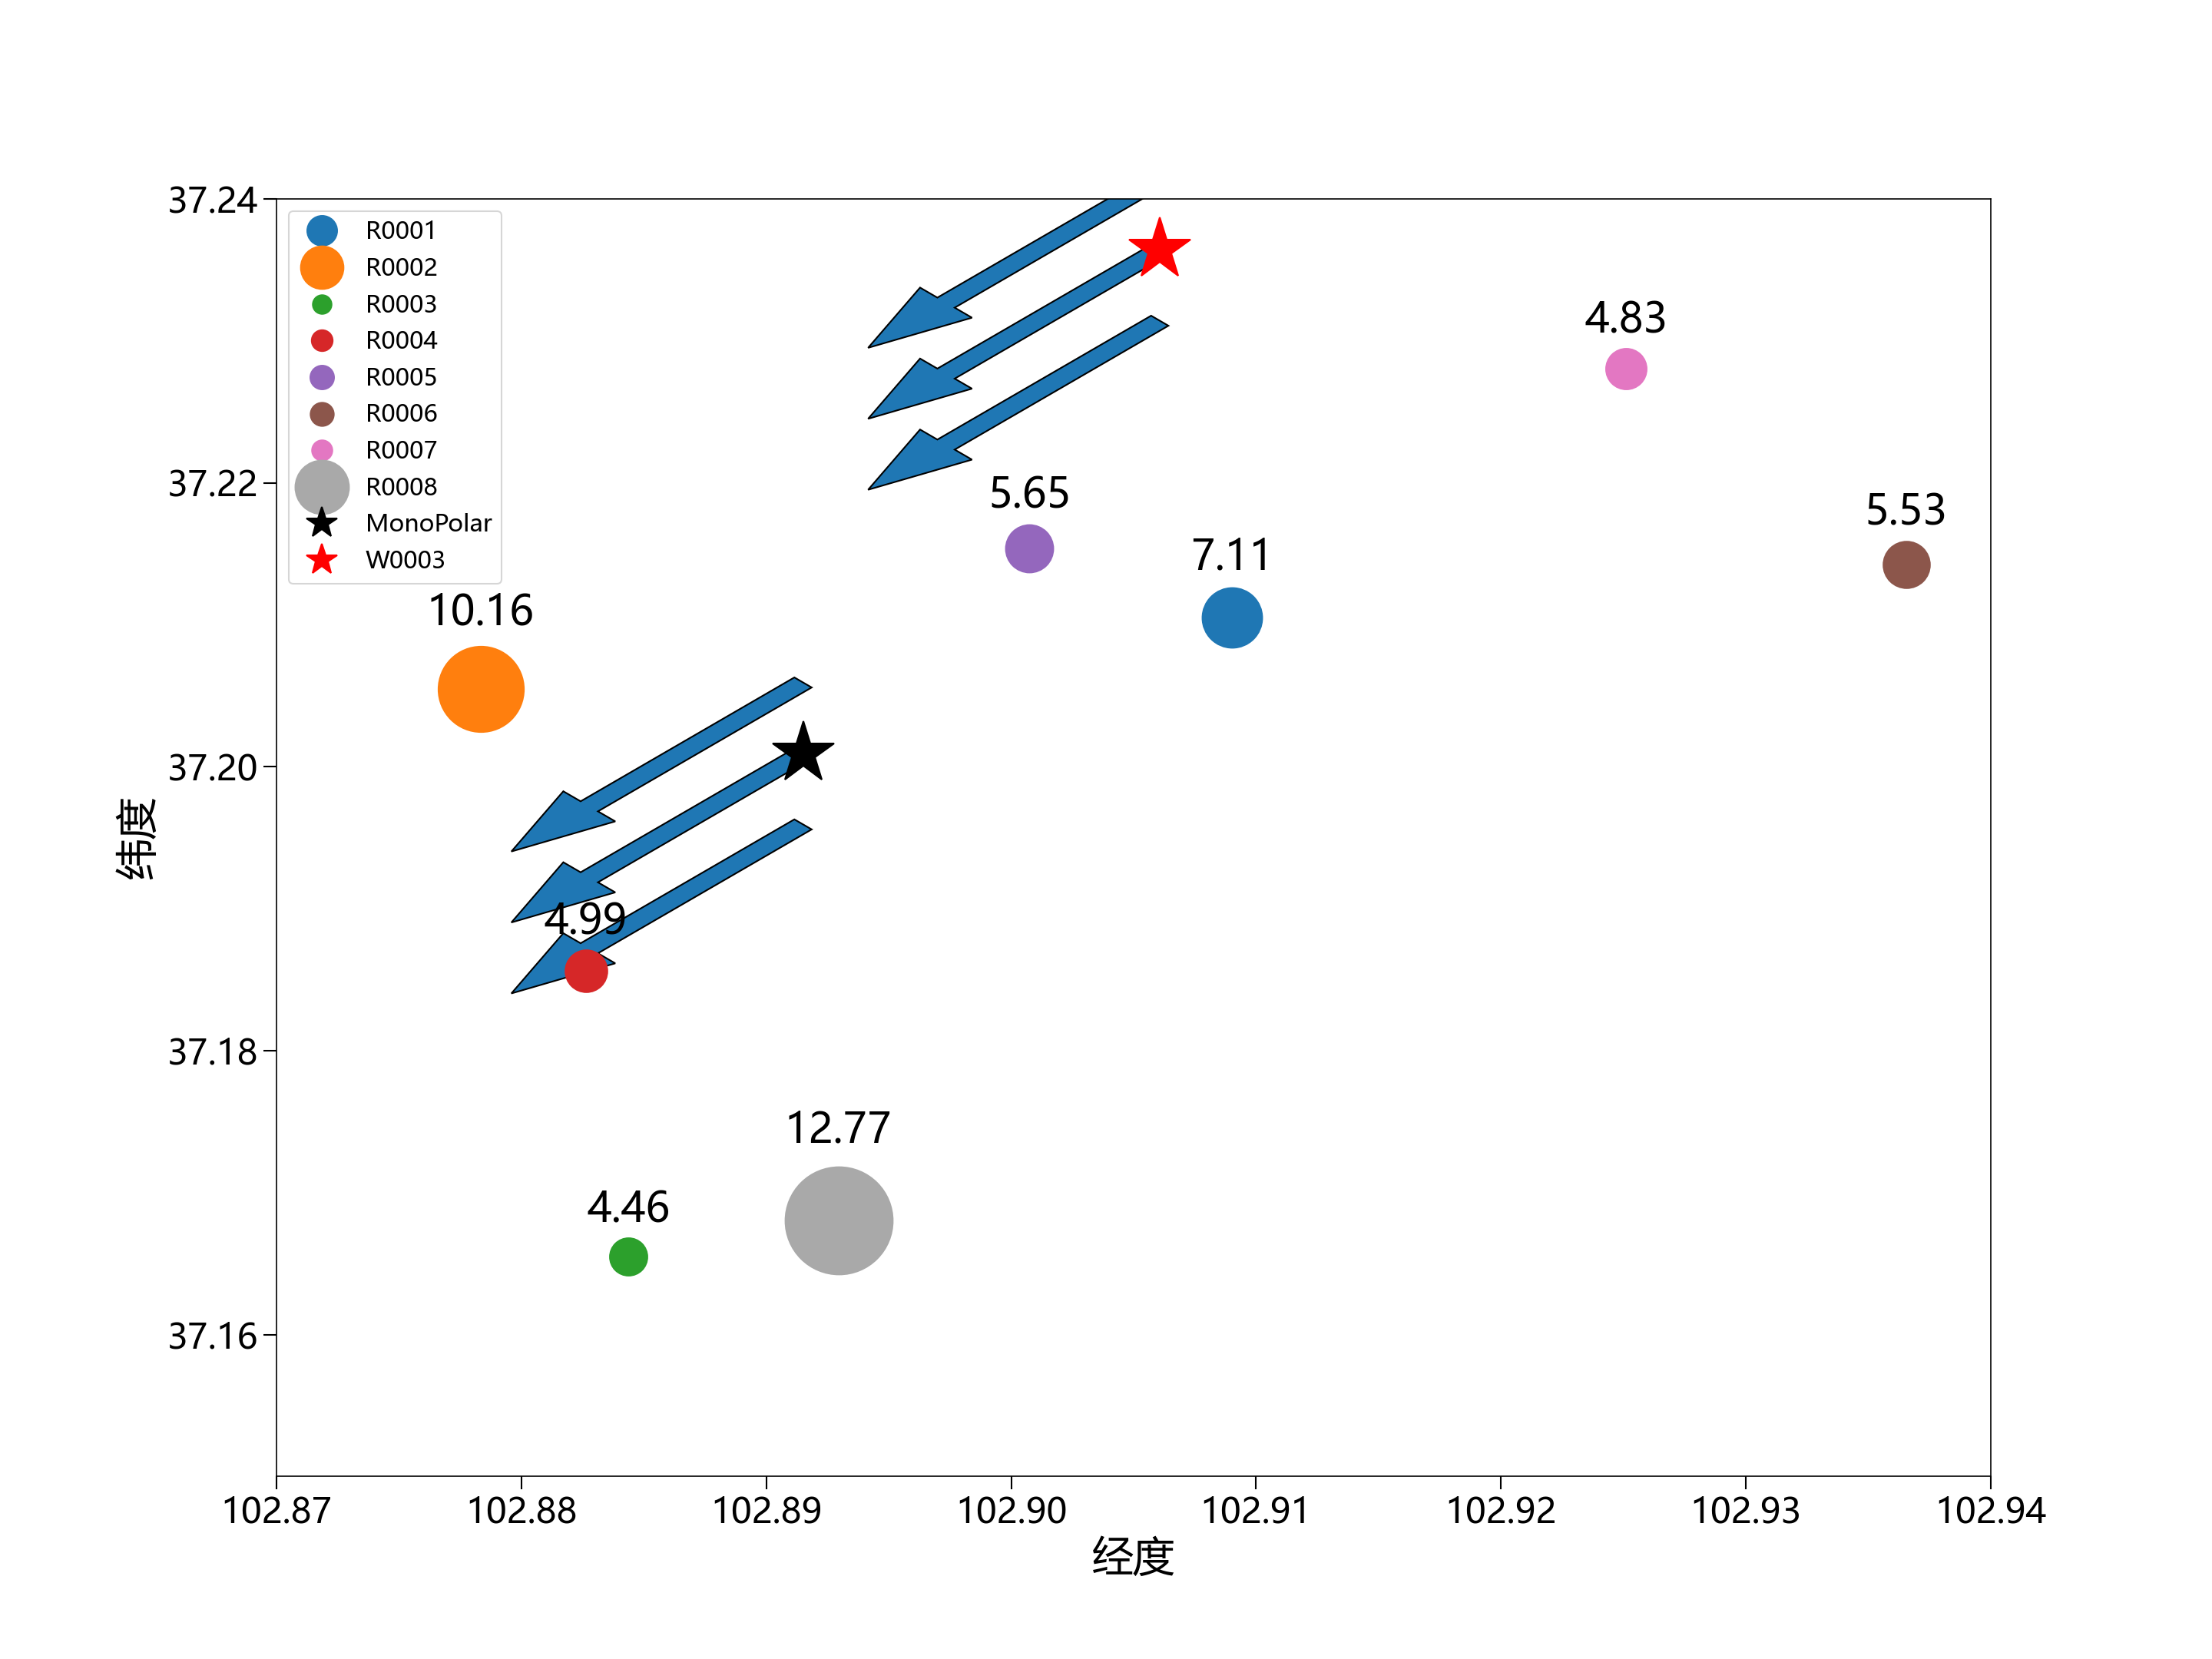 37.24
37.22
37.20
37.18
37.16
纬度
R0001
R0002
R0003
R0004
R0005
R0006
R0007
R0008
MonoPolar
W0003
4.83
5.65
5.53
7.11
10.16
4.99
12.77
4.46
102.87 102.88 102.89 102.90 102.91 102.92 102.93 102.94
经度